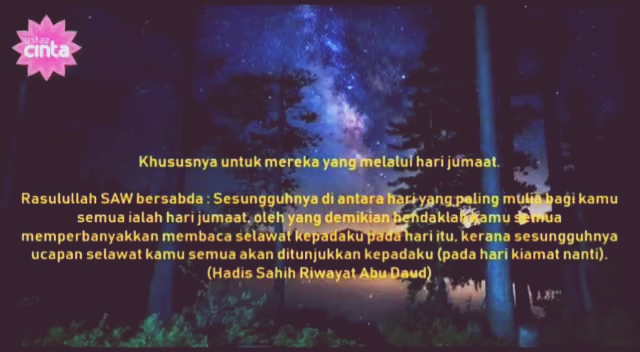 ustaz
cinta
Khususnya untuk mereka yang melalui hari jumaat.
Rasulullah SAW bersabda : Sesungguhnya di antara hari yang paling mulia bagi kamu
semua ialah hari jumaat, oleh yang demikian hendaklah kamu semua
memperbanyakkan membaca selawat kepadaku pada hari itu, kerana sesungguhnya
ucapan selawat kamu semua akan ditunjukkan kepadaku (pada hari kiamat nanti).
(Hadis Sahih Riwayat Abu Daud)